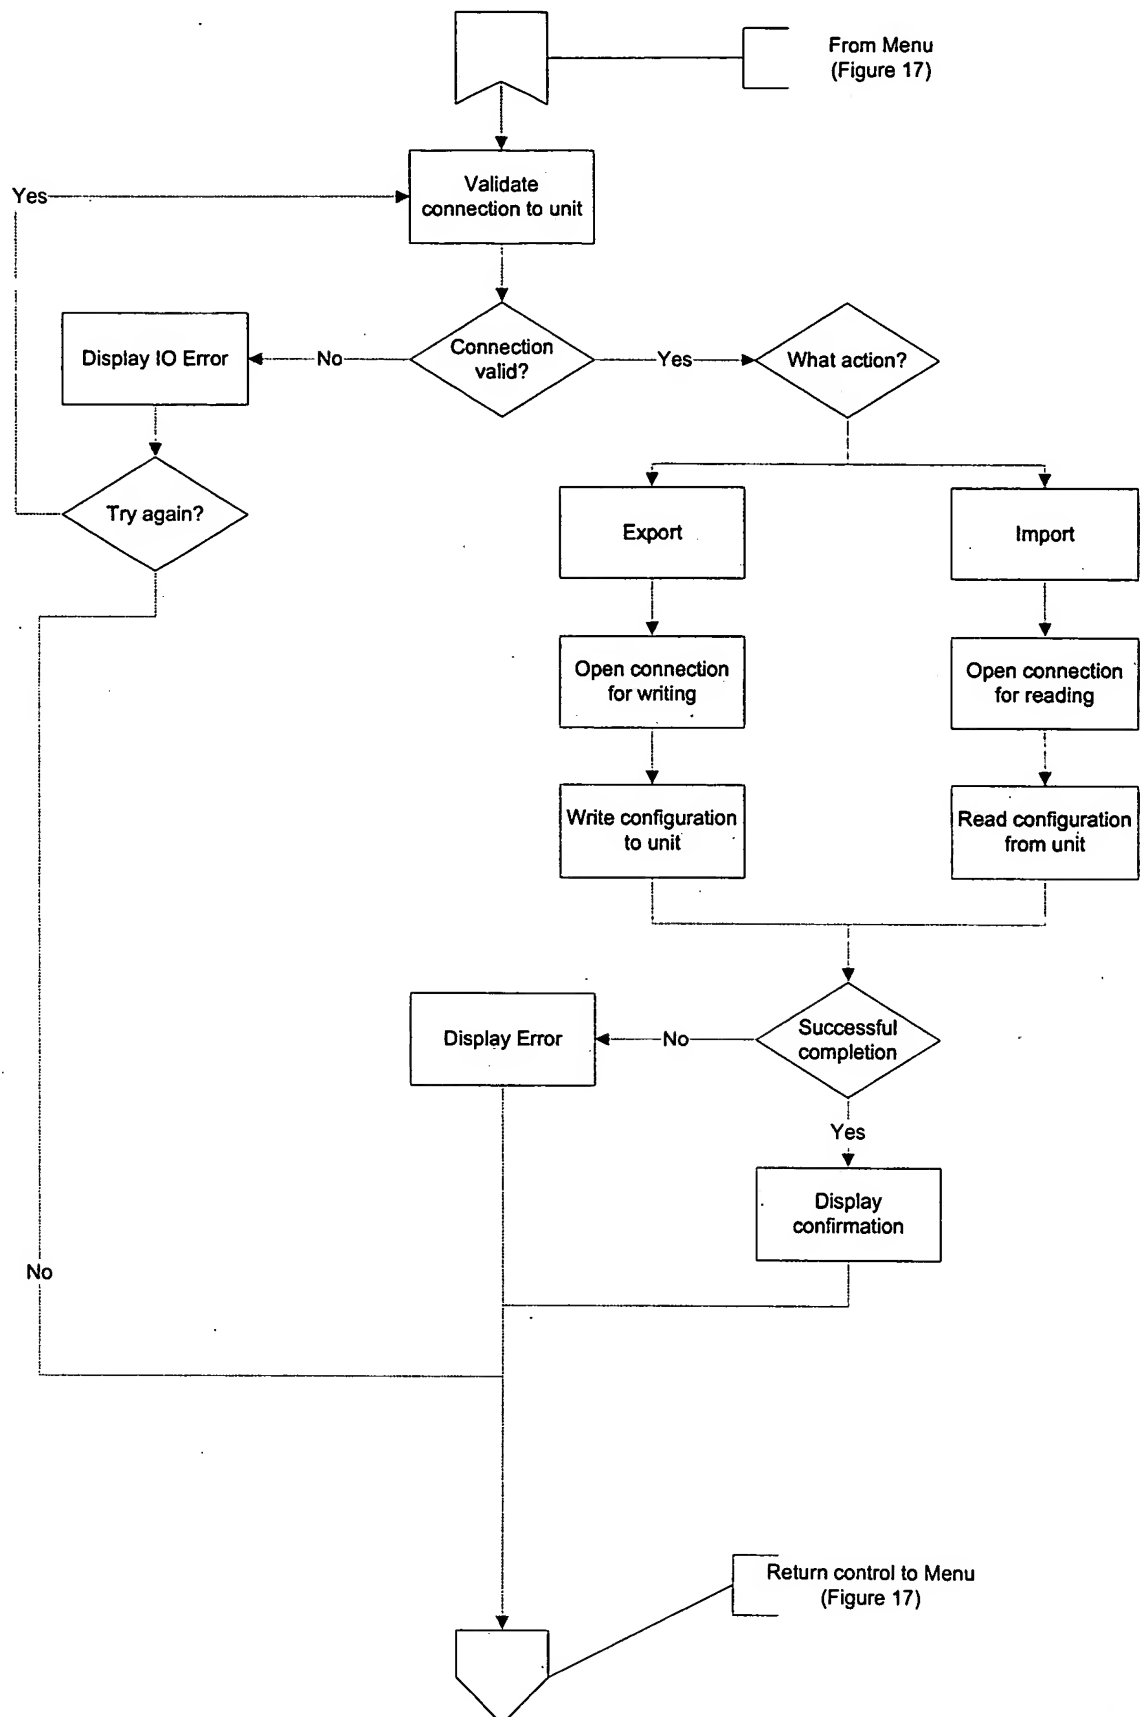 From Menu
(Figure 17)
Validate
connection to unit
Yes
Display IO Error
No
Connection
valid?
Yes
What action?
Try again?
Export
Import
Open connection
for writing
Open connection
for reading
Write configuration
to unit
Read configuration
from unit
Display Error
No
Successful
completion
Yes
Display
confirmation
No
Return control to Menu
(Figure 17)